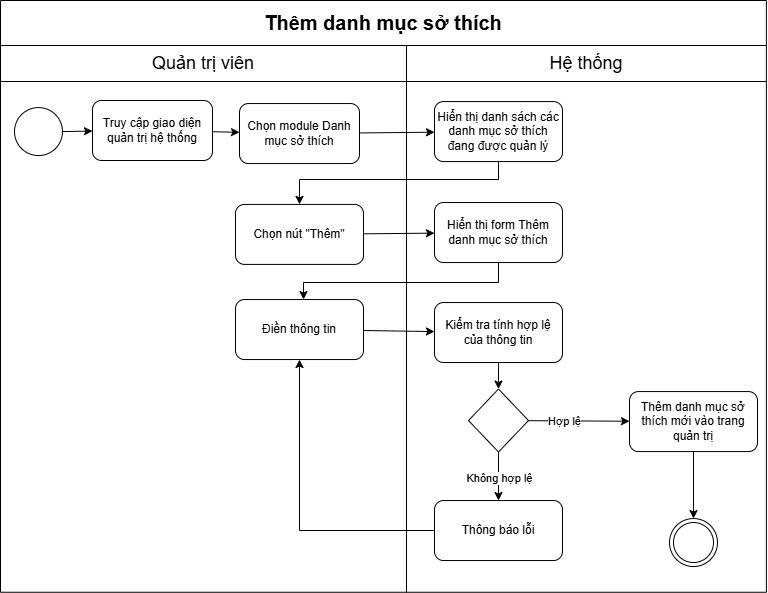 Thêm danh mục sở thích
Quản trị viên
Hệ thống
Truy cập giao diện
quản trị hệ thống
Chọn module Danh
mục sở thích
Hiển thị danh sách các
danh mục sở thích
đang được quản lý
Chọn nút "Thêm"
Hiển thị form Thêm
danh mục sở thích
Điền thông tin
Kiểm tra tính hợp lệ
của thông tin
Hợp lệ
Thêm danh mục sở
thích mới vào trang
quản trị
Không hợp lệ
Thông báo lỗi